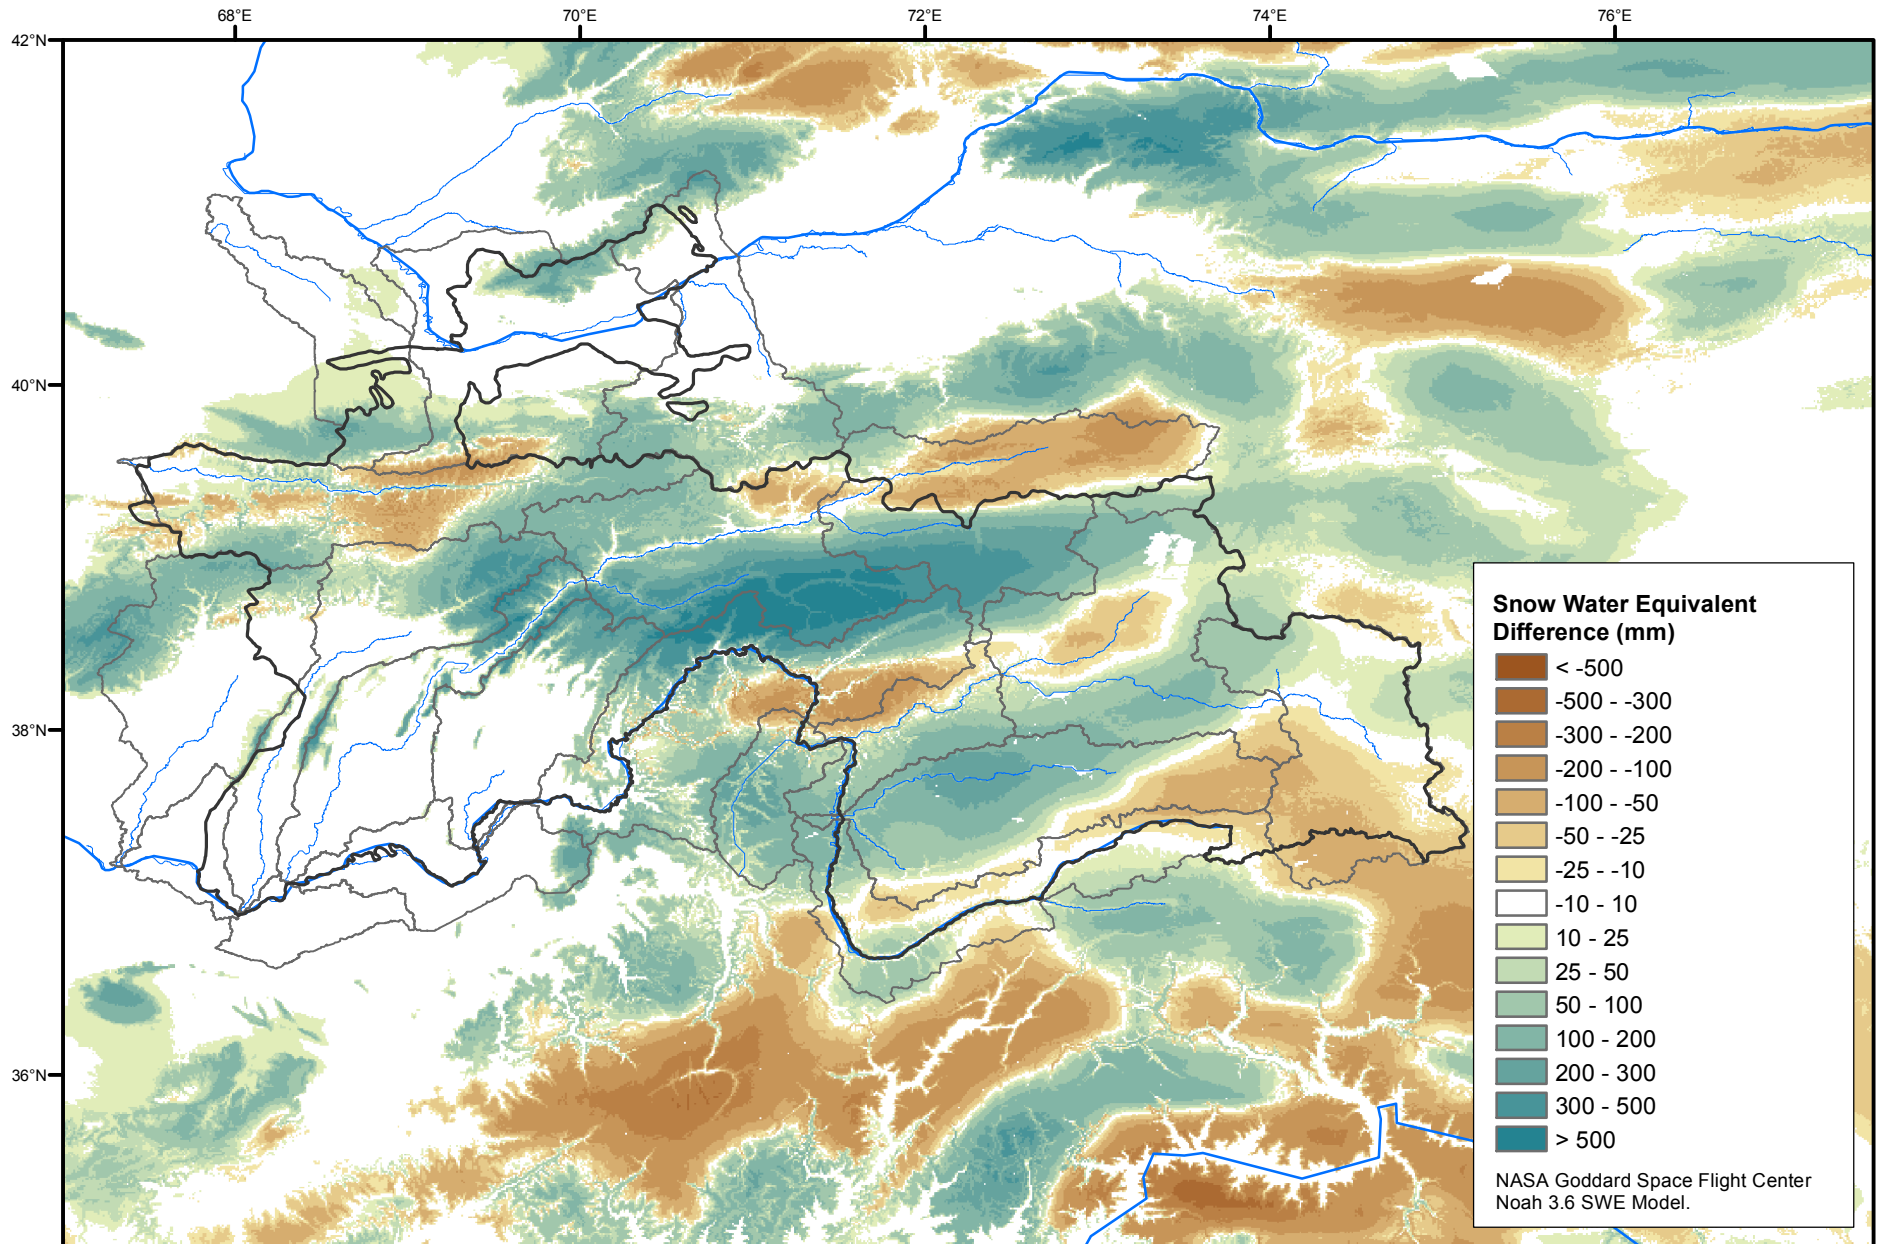 68°E 70°E 72°E 74°E 76°E
42°N
40°N
38°N
36°N
Snow Water Equivalent
Difference (mm)
< -500
-500 - -300
-300 - -200
-200 - -100
-100 - -50
-50 - -25
-25 - -10
-10 - 10
10 - 25
25 - 50
50 - 100
100 - 200
200 - 300
300 - 500
> 500
NASA Goddard Space Flight Center
Noah 3.6 SWE Model.